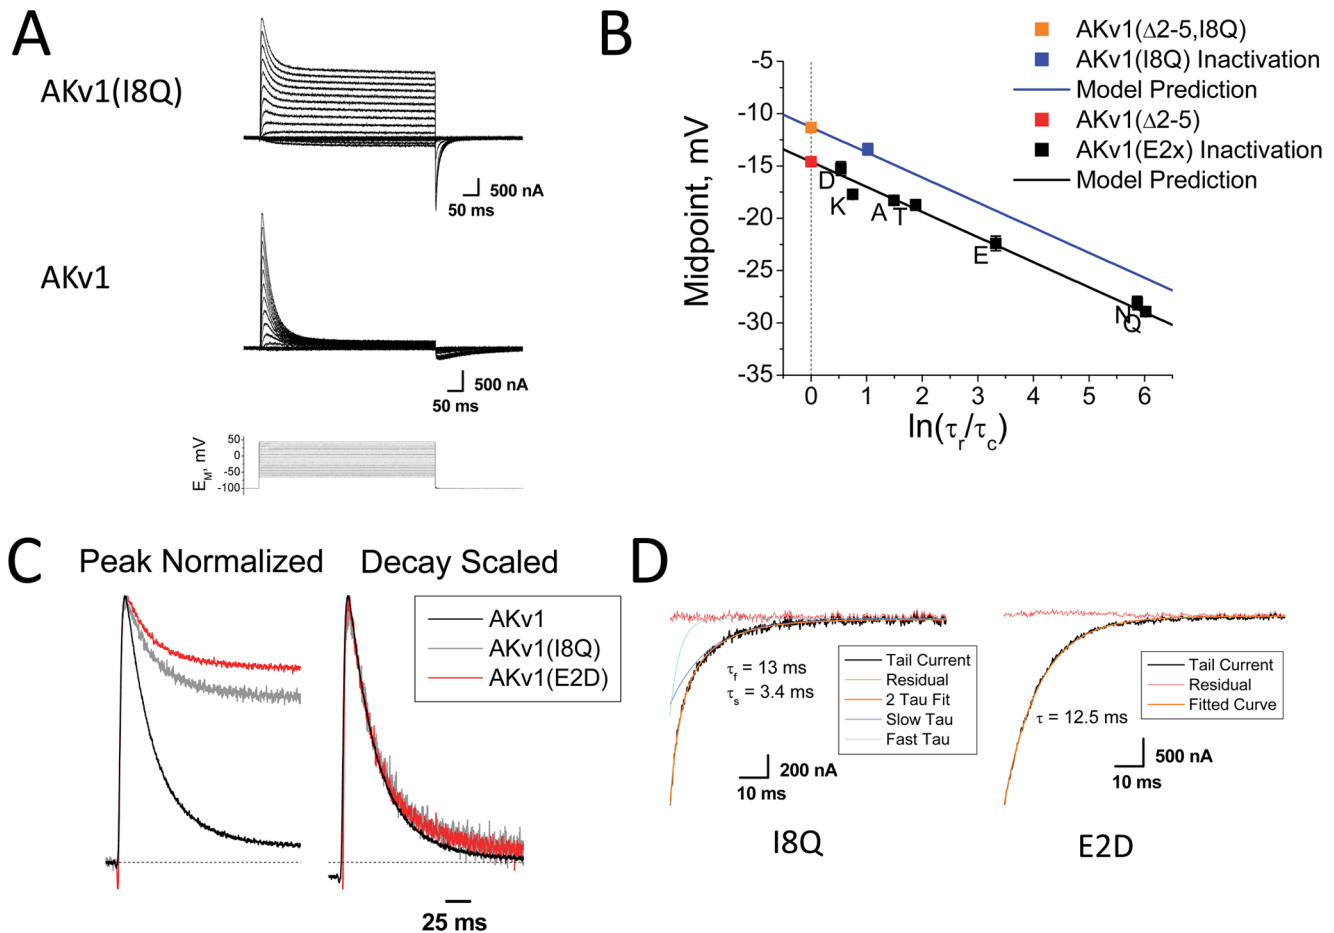 A
AKv1(I8Q)
500 nA
50 ms
AKv1
500 nA
50 ms
E_M, mV
50
0
-50
-100
B
AKv1(Δ2-5,I8Q)
AKv1(I8Q) Inactivation
Model Prediction
AKv1(Δ2-5)
AKv1(E2x) Inactivation
Model Prediction
Midpoint, mV
-5
-10
-15
-20
-25
-30
-35
D
K
A
T
E
N
Q
0 1 2 3 4 5 6
ln(τr/τc)
C
Peak Normalized
Decay Scaled
AKv1
AKv1(I8Q)
AKv1(E2D)
25 ms
D
τf = 13 ms
τs = 3.4 ms
Tail Current
Residual
2 Tau Fit
Slow Tau
Fast Tau
200 nA
10 ms
I8Q
τ = 12.5 ms
Tail Current
Residual
Fitted Curve
500 nA
10 ms
E2D